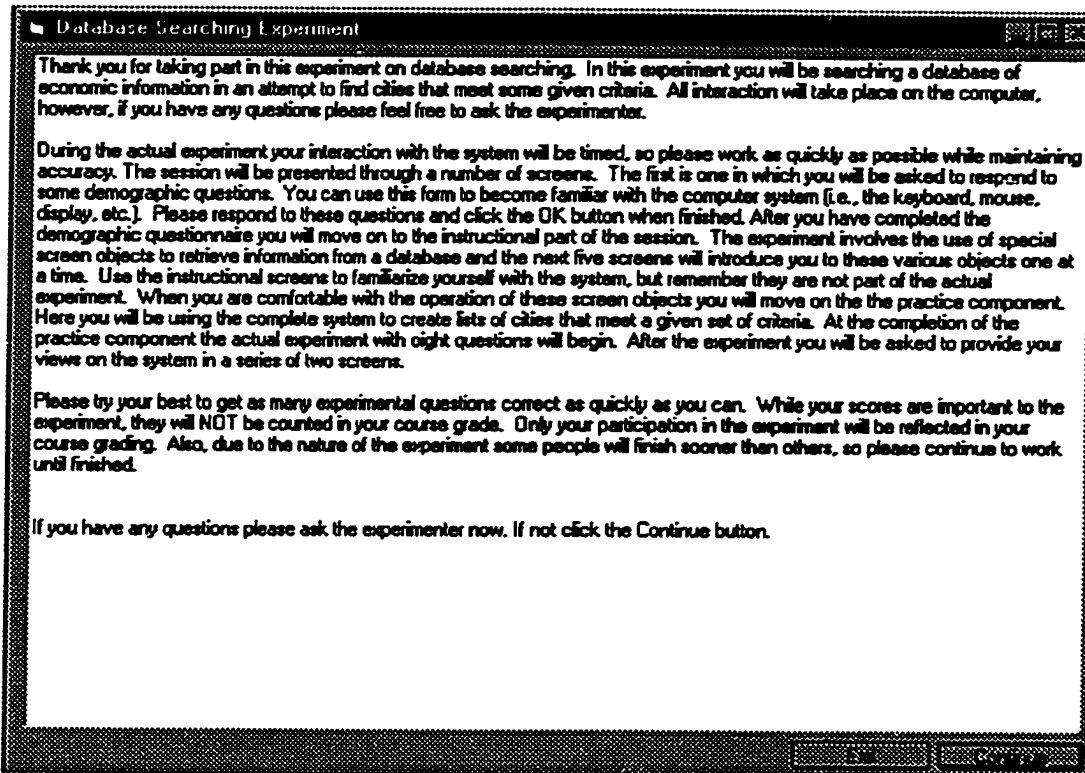 Database Searching Experiment
Thank you for taking part in this experiment on database searching. In this experiment you will be searching a database of
economic information in an attempt to find cities that meet some given criteria. All interaction will take place on the computer,
however, if you have any questions please feel free to ask the experimenter.
During the actual experiment your interaction with the system will be timed, so please work as quickly as possible while maintaining
accuracy. The session will be presented through a number of screens. The first is one in which you will be asked to respond to
some demographic questions. You can use this form to become familiar with the computer system (i.e., the keyboard, mouse,
display, etc.). Please respond to these questions and click the OK button when finished. After you have completed the
demographic questionnaire you will move on to the instructional part of the session. The experiment involves the use of special
screen objects to retrieve information from a database and the next five screens will introduce you to these various objects one at
a time. Use the instructional screens to familiarize yourself with the system, but remember they are not part of the actual
experiment. When you are comfortable with the operation of these screen objects you will move on the the practice component.
Here you will be using the complete system to create lists of cities that meet a given set of criteria. At the completion of the
practice component the actual experiment with eight questions will begin. After the experiment you will be asked to provide your
views on the system in a series of two screens.
Please try your best to get as many experimental questions correct as quickly as you can. While your scores are important to the
experiment, they will NOT be counted in your course grade. Only your participation in the experiment will be reflected in your
course grading. Also, due to the nature of the experiment some people will finish sooner than others, so please continue to work
until finished.
If you have any questions please ask the experimenter now. If not click the Continue button.
Continue